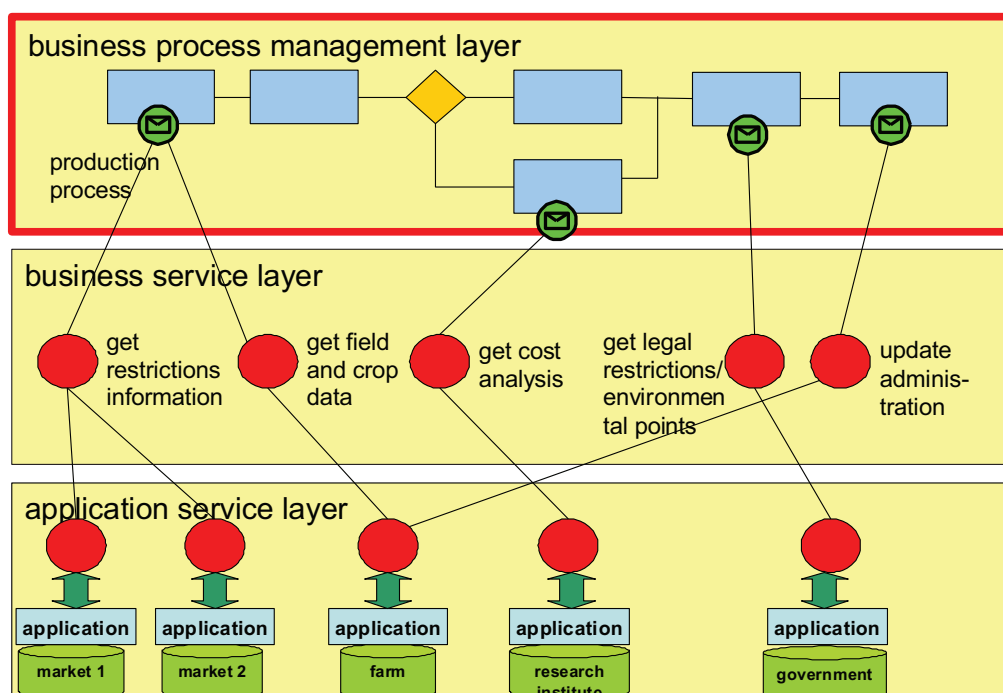 business process management layer
production
process
business service layer
get
restrictions
information
get field
and crop
data
get cost
analysis
get legal
restrictions/
environmen
tal points
update
adminis-
tration
application service layer
application
application
application
application
application
market 1
market 2
farm
research
institute
government